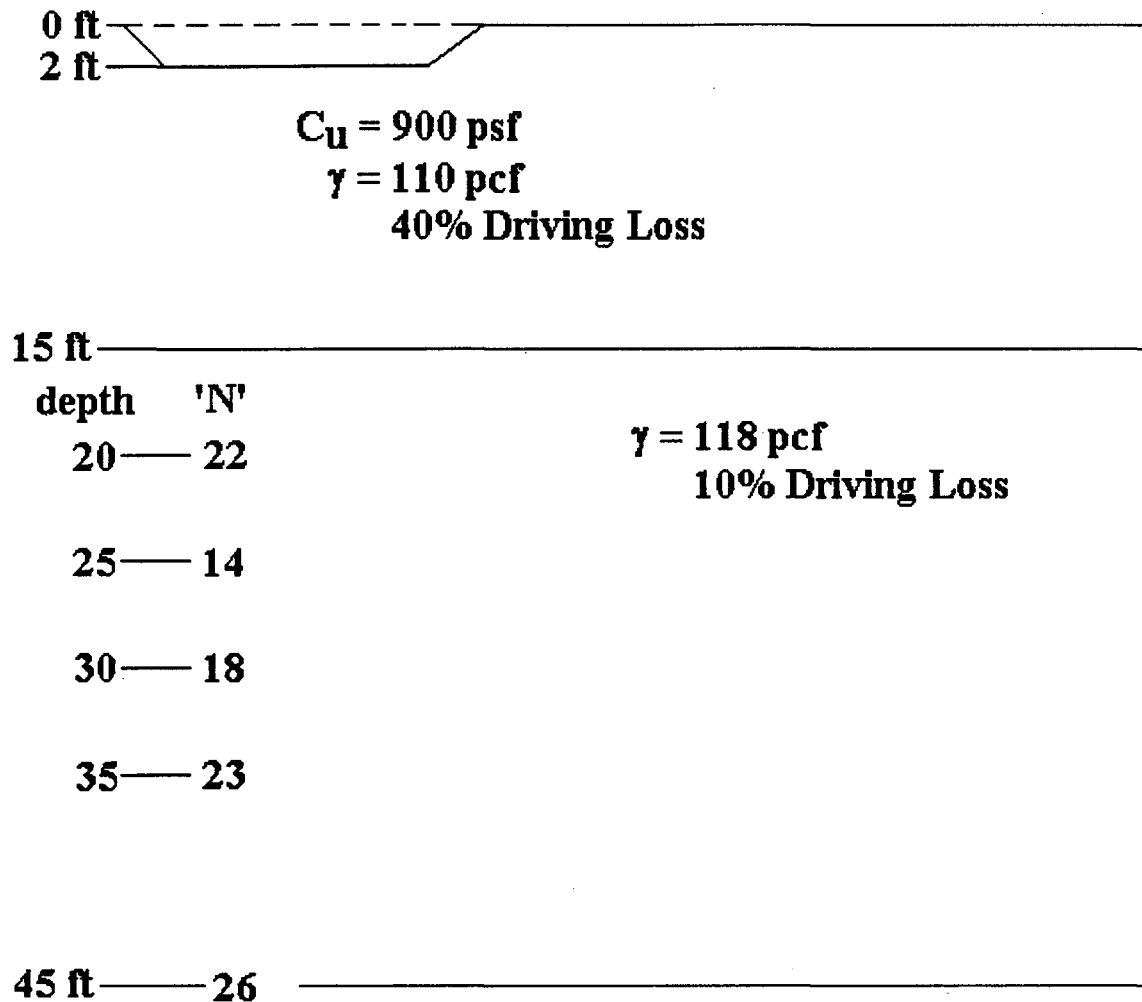 0 ft
2 ft
Cu = 900 psf
γ = 110 pcf
40% Driving Loss
15 ft
depth 'N'
γ = 118 pcf
20 22
10% Driving Loss
25 14
30 18
35 23
45 ft 26